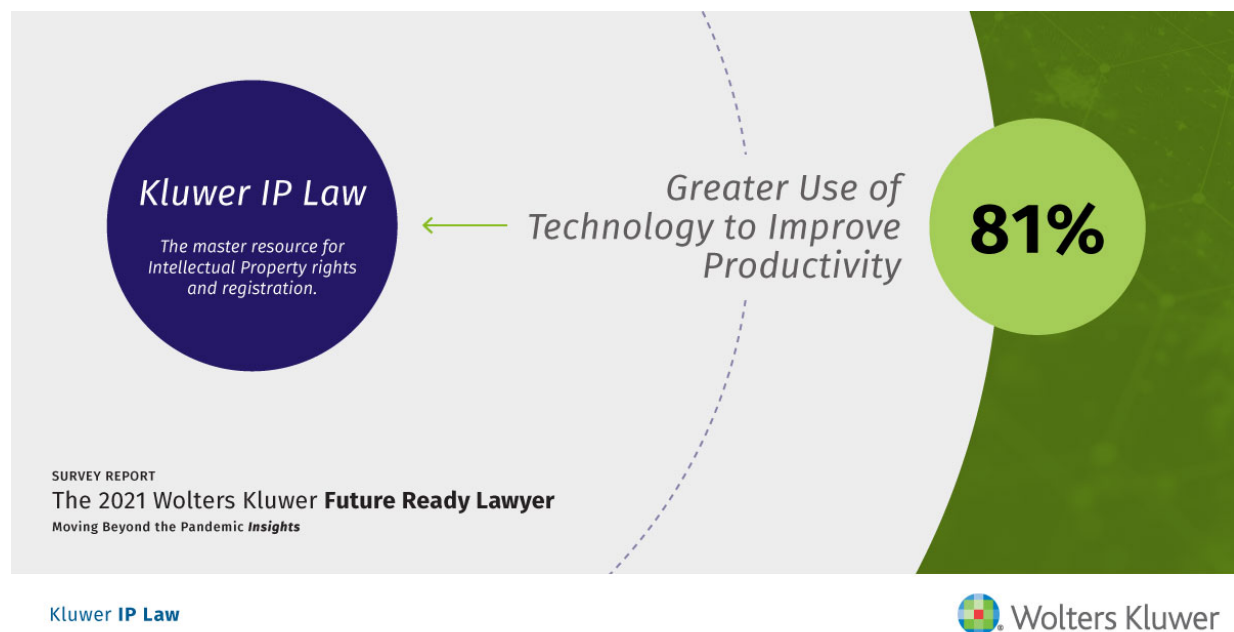 Kluwer IP Law
The master resource for
Intellectual Property rights
and registration.
Greater Use of
Technology to Improve
Productivity
81%
SURVEY REPORT
The 2021 Wolters Kluwer Future Ready Lawyer
Moving Beyond the Pandemic Insights
Kluwer IP Law
Wolters Kluwer